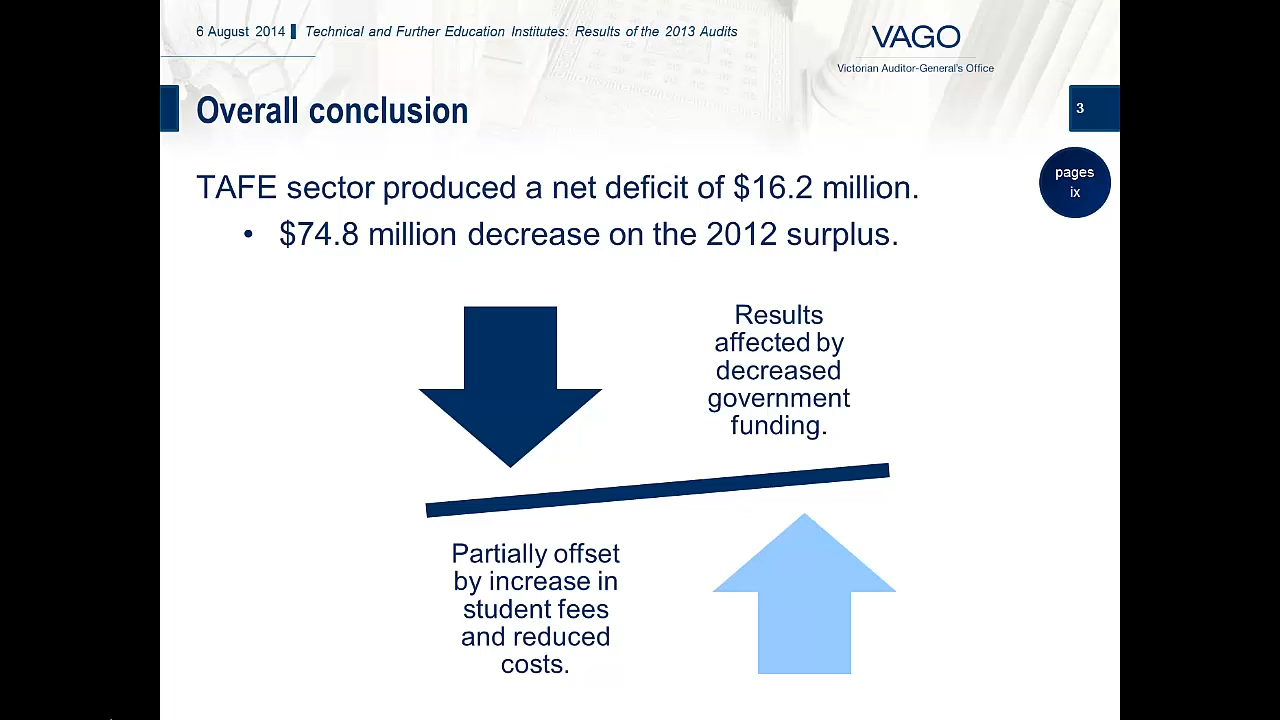 6 August 2014 Technical and Further Education Institutes: Results of the 2013 Audits
VAGO
Victorian Auditor-General's Office
Overall conclusion
3
pages
ix
TAFE sector produced a net deficit of $16.2 million.
• $74.8 million decrease on the 2012 surplus.
Results
affected by
decreased
government
funding.
Partially offset
by increase in
student fees
and reduced
costs.